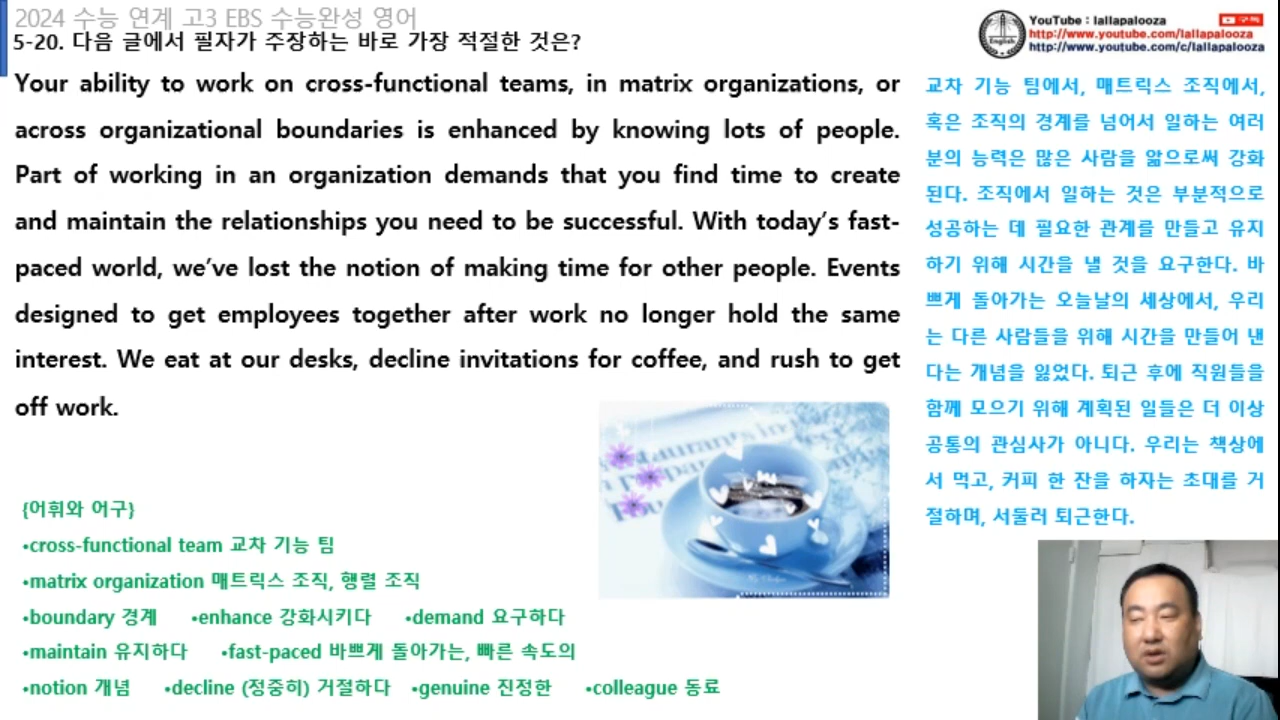 2024 수능 연계 고3 EBS 수능완성 영어
5-20. 다음 글에서 필자가 주장하는 바로 가장 적절한 것은?
Your ability to work on cross-functional teams, in matrix organizations, or
across organizational boundaries is enhanced by knowing lots of people.
Part of working in an organization demands that you find time to create
and maintain the relationships you need to be successful. With today’s fast-
paced world, we’ve lost the notion of making time for other people. Events
designed to get employees together after work no longer hold the same
interest. We eat at our desks, decline invitations for coffee, and rush to get
off work.
{어휘와 어구}
•cross-functional team 교차 기능 팀
•matrix organization 매트릭스 조직, 행렬 조직
•boundary 경계 •enhance 강화시키다 •demand 요구하다
•maintain 유지하다 •fast-paced 바쁘게 돌아가는, 빠른 속도의
•notion 개념 •decline (정중히) 거절하다 •genuine 진정한 •colleague 동료
English
YouTube : lallapalooza
구독
http://www.youtube.com/lallapalooza
http://www.youtube.com/c/lallapalooza
교차 기능 팀에서, 매트릭스 조직에서,
혹은 조직의 경계를 넘어서 일하는 여러
분의 능력은 많은 사람을 앎으로써 강화
된다. 조직에서 일하는 것은 부분적으로
성공하는 데 필요한 관계를 만들고 유지
하기 위해 시간을 낼 것을 요구한다. 바
쁘게 돌아가는 오늘날의 세상에서, 우리
는 다른 사람들을 위해 시간을 만들어 낸
다는 개념을 잃었다. 퇴근 후에 직원들을
함께 모으기 위해 계획된 일들은 더 이상
공통의 관심사가 아니다. 우리는 책상에
서 먹고, 커피 한 잔을 하자는 초대를 거
절하며, 서둘러 퇴근한다.